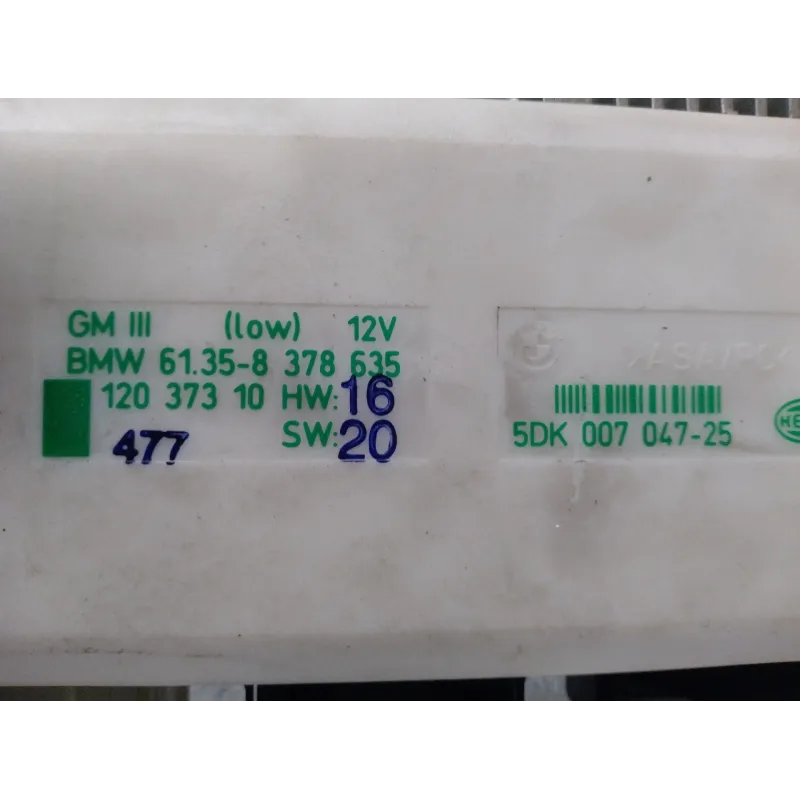 GM III (low) 12V
BMW 61.35-8 378 635
120 373 10 HW:16
477 SW:20
5DK 007 047-25